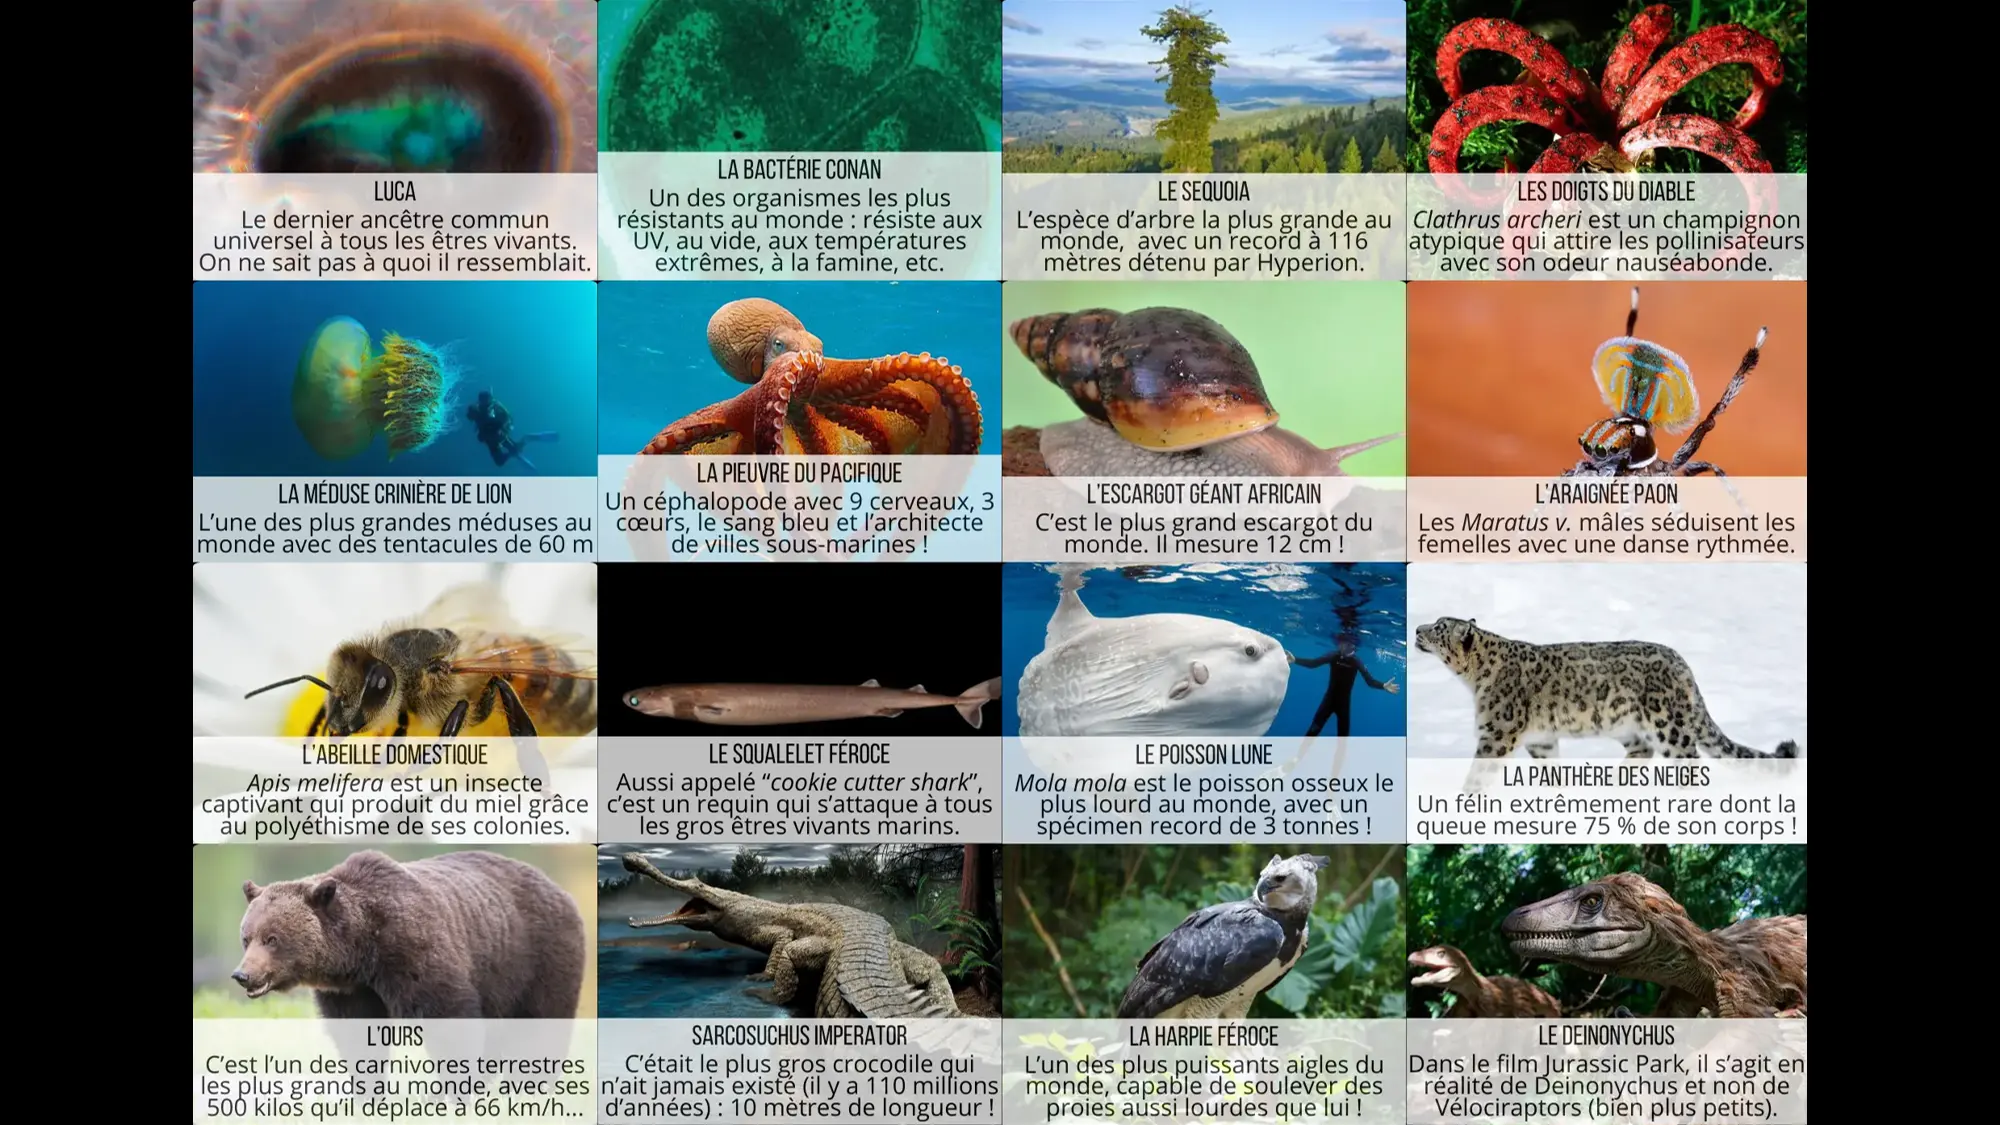 LUCA
Le dernier ancêtre commun
universel à tous les êtres vivants.
On ne sait pas à quoi il ressemblait.
LA BACTÉRIE CONAN
Un des organismes les plus
résistants au monde : résiste aux
UV, au vide, aux températures
extrêmes, à la famine, etc.
LE SEQUOIA
L’espèce d’arbre la plus grande au
monde, avec un record à 116
mètres détenu par Hyperion.
LES DOIGTS DU DIABLE
Clathrus archeri est un champignon
atypique qui attire les pollinisateurs
avec son odeur nauséabonde.
LA MÉDUSE CRINIÈRE DE LION
L’une des plus grandes méduses au
monde avec des tentacules de 60 m
LA PIEUVRE DU PACIFIQUE
Un céphalopode avec 9 cerveaux, 3
cœurs, le sang bleu et l’architecte
de villes sous-marines !
L’ESCARGOT GÉANT AFRICAIN
C’est le plus grand escargot du
monde. Il mesure 12 cm !
L’ARAIGNÉE PAON
Les Maratus v. mâles séduisent les
femelles avec une danse rythmée.
L’ABEILLE DOMESTIQUE
Apis melifera est un insecte
captivant qui produit du miel grâce
au polyéthisme de ses colonies.
LE SQUALELET FÉROCE
Aussi appelé “cookie cutter shark”,
c’est un requin qui s’attaque à tous
les gros êtres vivants marins.
LE POISSON LUNE
Mola mola est le poisson osseux le
plus lourd au monde, avec un
spécimen record de 3 tonnes !
LA PANTHÈRE DES NEIGES
Un félin extrêmement rare dont la
queue mesure 75 % de son corps !
L’OURS
C’est l’un des carnivores terrestres
les plus grands au monde, avec ses
500 kilos qu’il déplace à 66 km/h...
SARCOSUCHUS IMPERATOR
C’était le plus gros crocodile qui
n’ait jamais existé (il y a 110 millions
d’années) : 10 mètres de longueur !
LA HARPIE FÉROCE
L’un des plus puissants aigles du
monde, capable de soulever des
proies aussi lourdes que lui !
LE DEINONYCHUS
Dans le film Jurassic Park, il s’agit en
réalité de Deinonychus et non de
Vélociraptors (bien plus petits).